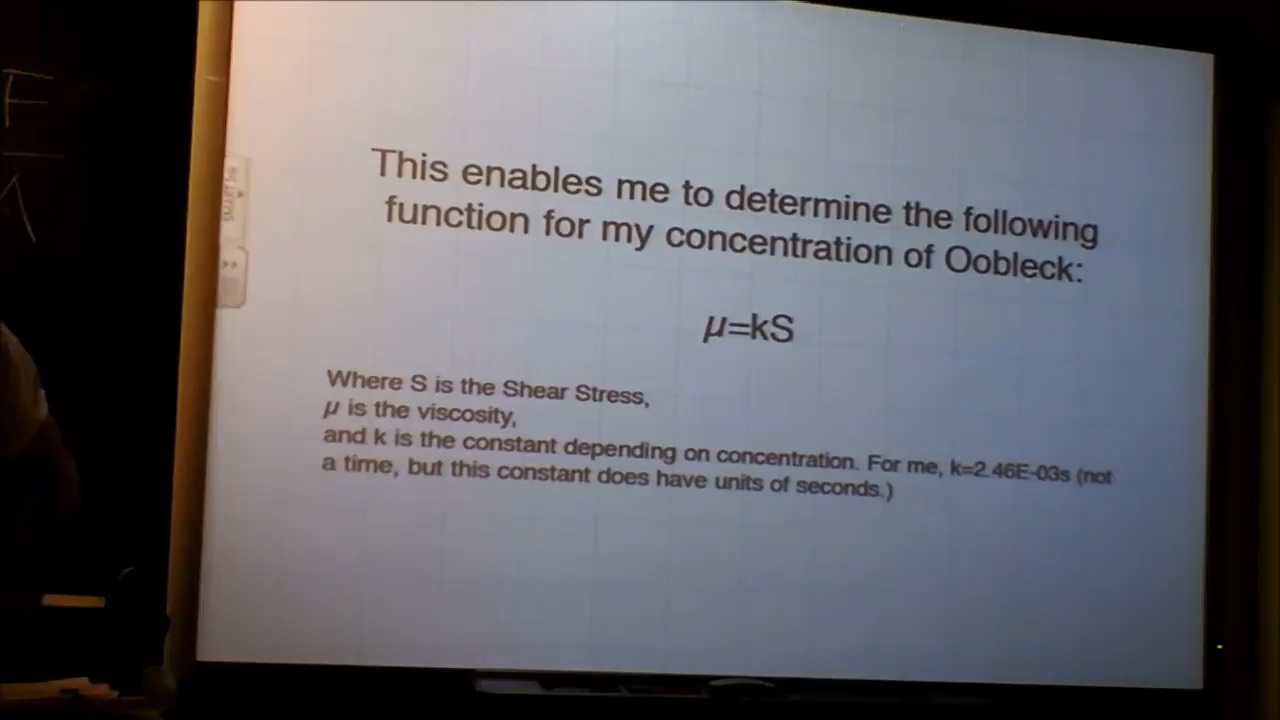 F
A
This enables me to determine the following
function for my concentration of Oobleck:
μ=kS
Where S is the Shear Stress,
μ is the viscosity,
and k is the constant depending on concentration. For me, k=2.46E-03s (not
a time, but this constant does have units of seconds.)